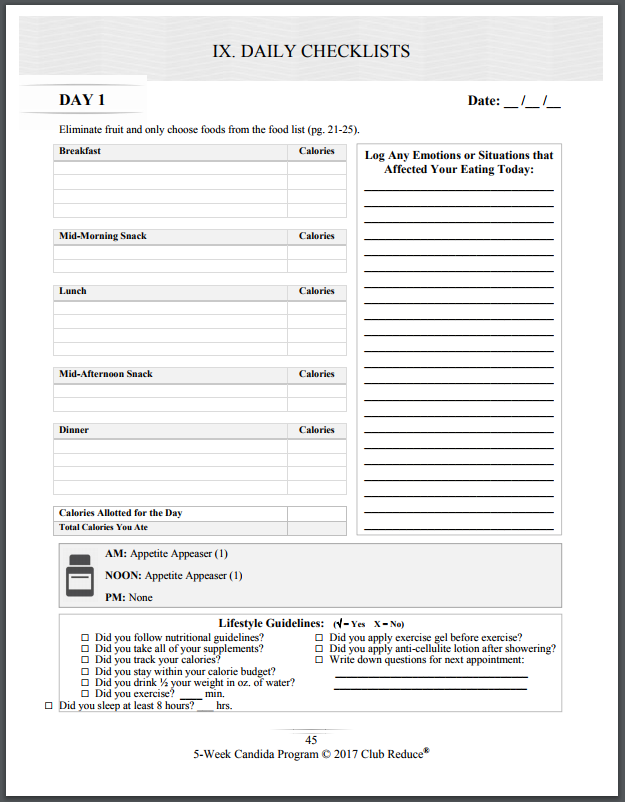 IX. DAILY CHECKLISTS
DAY 1
Date: __ /__ /__
Eliminate fruit and only choose foods from the food list (pg. 21-25).
Breakfast Calories
Mid-Morning Snack Calories
Lunch Calories
Mid-Afternoon Snack Calories
Dinner Calories
Calories Allotted for the Day
Total Calories You Ate
Log Any Emotions or Situations that
Affected Your Eating Today:
AM: Appetite Appeaser (1)
NOON: Appetite Appeaser (1)
PM: None
Lifestyle Guidelines: (√ = Yes X = No)
☐ Did you follow nutritional guidelines?
☐ Did you take all of your supplements?
☐ Did you track your calories?
☐ Did you stay within your calorie budget?
☐ Did you drink ½ your weight in oz. of water?
☐ Did you exercise? ____ min.
☐ Did you sleep at least 8 hours? ___ hrs.
☐ Did you apply exercise gel before exercise?
☐ Did you apply anti-cellulite lotion after showering?
☐ Write down questions for next appointment:
45
5-Week Candida Program © 2017 Club Reduce®